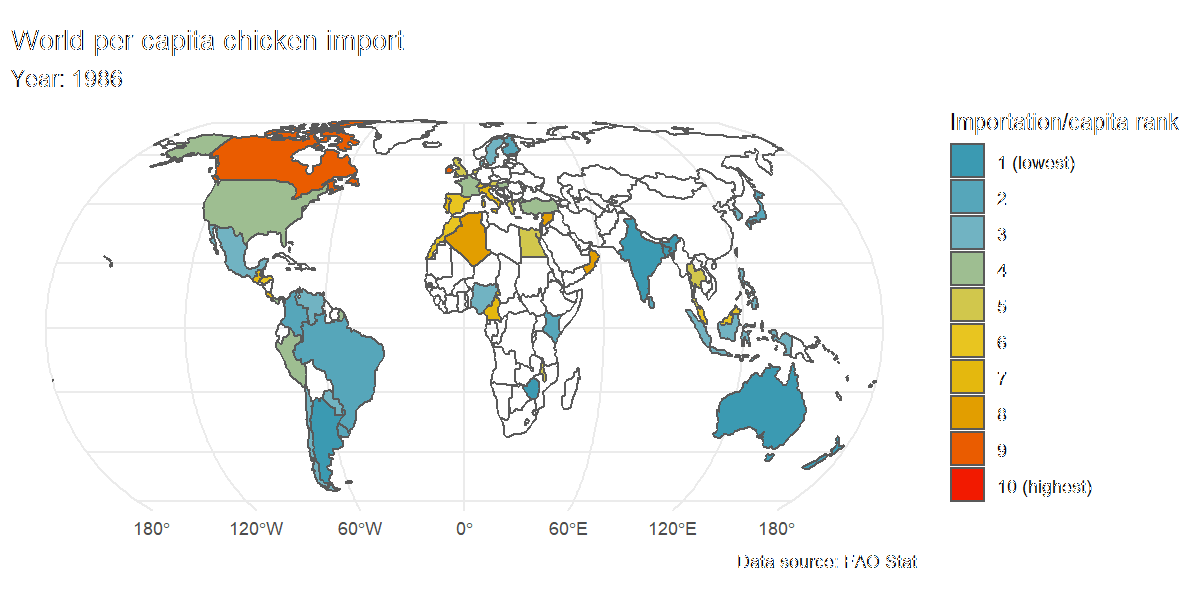 World per capita chicken import
Year: 1986
Importation/capita rank
1 (lowest)
2
3
4
5
6
7
8
9
10 (highest)
180° 120°W 60°W 0° 60°E 120°E 180°
Data source: FAO Stat